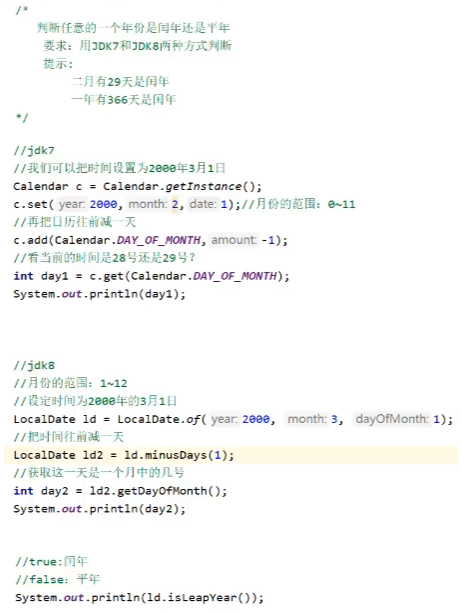 /*
判断任意的一个年份是闰年还是平年
要求：用JDK7和JDK8两种方式判断
提示:
二月有29天是闰年
一年有366天是闰年
*/
//jdk7
//我们可以把时间设置为2000年3月1日
Calendar c = Calendar.getInstance();
c.set( year: 2000, month: 2, date: 1);//月份的范围：0~11
//再把日历往前减一天
c.add(Calendar.DAY_OF_MONTH, amount: -1);
//看当前的时间是28号还是29号？
int day1 = c.get(Calendar.DAY_OF_MONTH);
System.out.println(day1);
//jdk8
//月份的范围：1~12
//设定时间为2000年的3月1日
LocalDate ld = LocalDate.of( year: 2000, month: 3, dayOfMonth: 1);
//把时间往前减一天
LocalDate ld2 = ld.minusDays(1);
//获取这一天是一个月中的几号
int day2 = ld2.getDayOfMonth();
System.out.println(day2);
//true:闰年
//false: 平年
System.out.println(ld.isLeapYear());